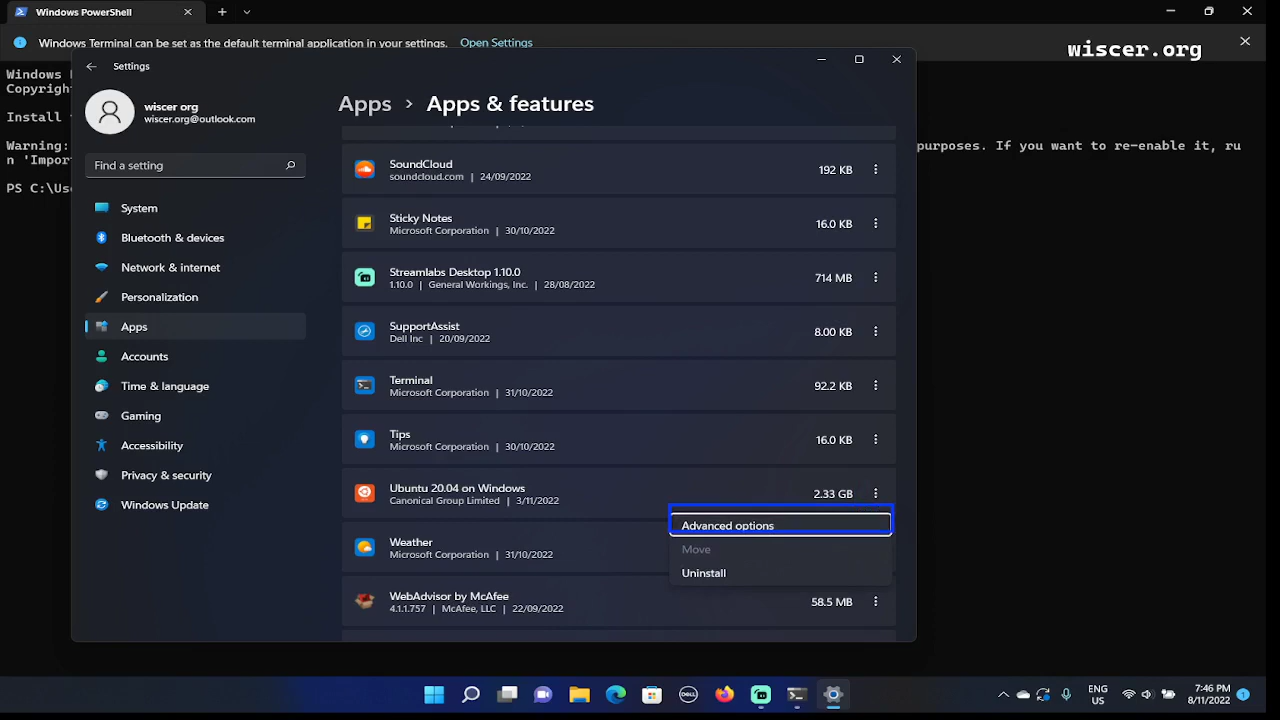 Windows PowerShell
Windows Terminal can be set as the default terminal application in your settings. Open Settings
wiscer.org
Windows
Copyrigh
Install
Warning: purposes. If you want to re-enable it, ru
n 'Impor
PS C:\Use
Settings
wiscer org
wiscer.org@outlook.com
Find a setting
System
Bluetooth & devices
Network & internet
Personalization
Apps
Accounts
Time & language
Gaming
Accessibility
Privacy & security
Windows Update
Apps > Apps & features
SoundCloud
soundcloud.com | 24/09/2022
192 KB
Sticky Notes
Microsoft Corporation | 30/10/2022
16.0 KB
Streamlabs Desktop 1.10.0
1.10.0 | General Workings, Inc. | 28/08/2022
714 MB
SupportAssist
Dell Inc | 20/09/2022
8.00 KB
Terminal
Microsoft Corporation | 31/10/2022
92.2 KB
Tips
Microsoft Corporation | 30/10/2022
16.0 KB
Ubuntu 20.04 on Windows
Canonical Group Limited | 3/11/2022
2.33 GB
Advanced options
Move
Uninstall
Weather
Microsoft Corporation | 31/10/2022
WebAdvisor by McAfee
4.1.1.757 | McAfee, LLC | 22/09/2022
58.5 MB
DELL
ENG
US
7:46 PM
8/11/2022
1